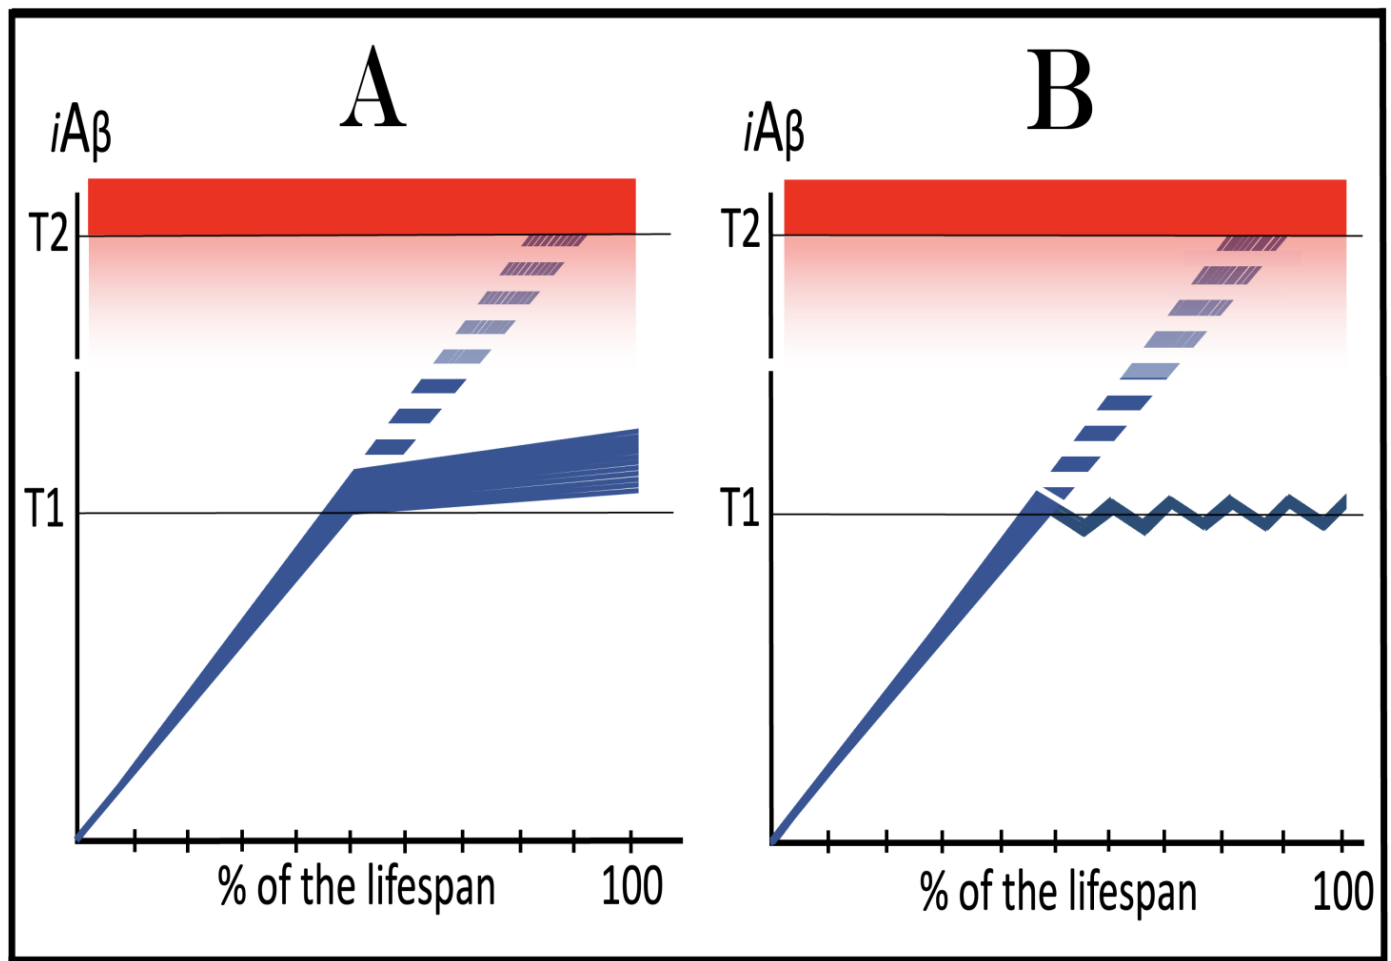 A
iAβ
T2
T1
% of the lifespan 100
B
iAβ
T2
T1
% of the lifespan 100